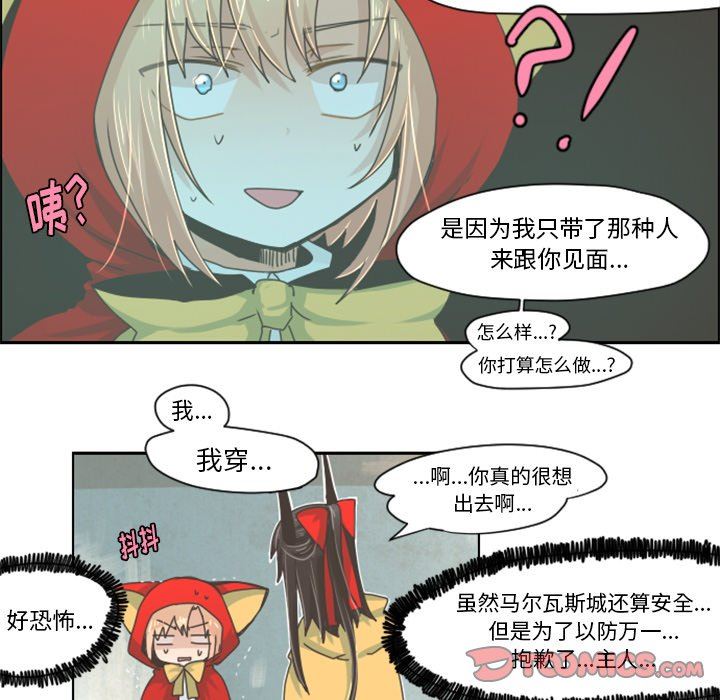 ?!
咦?
是因为我只带了那种人
来跟你见面...
怎么样...?
你打算怎么做...?
我...
我穿...
...啊...你真的很想
出去啊...
抖抖
好恐怖...
虽然马尔瓦斯城还算安全...
但是为了以防万一...
抱歉了...主人...
TOOMICS.COM